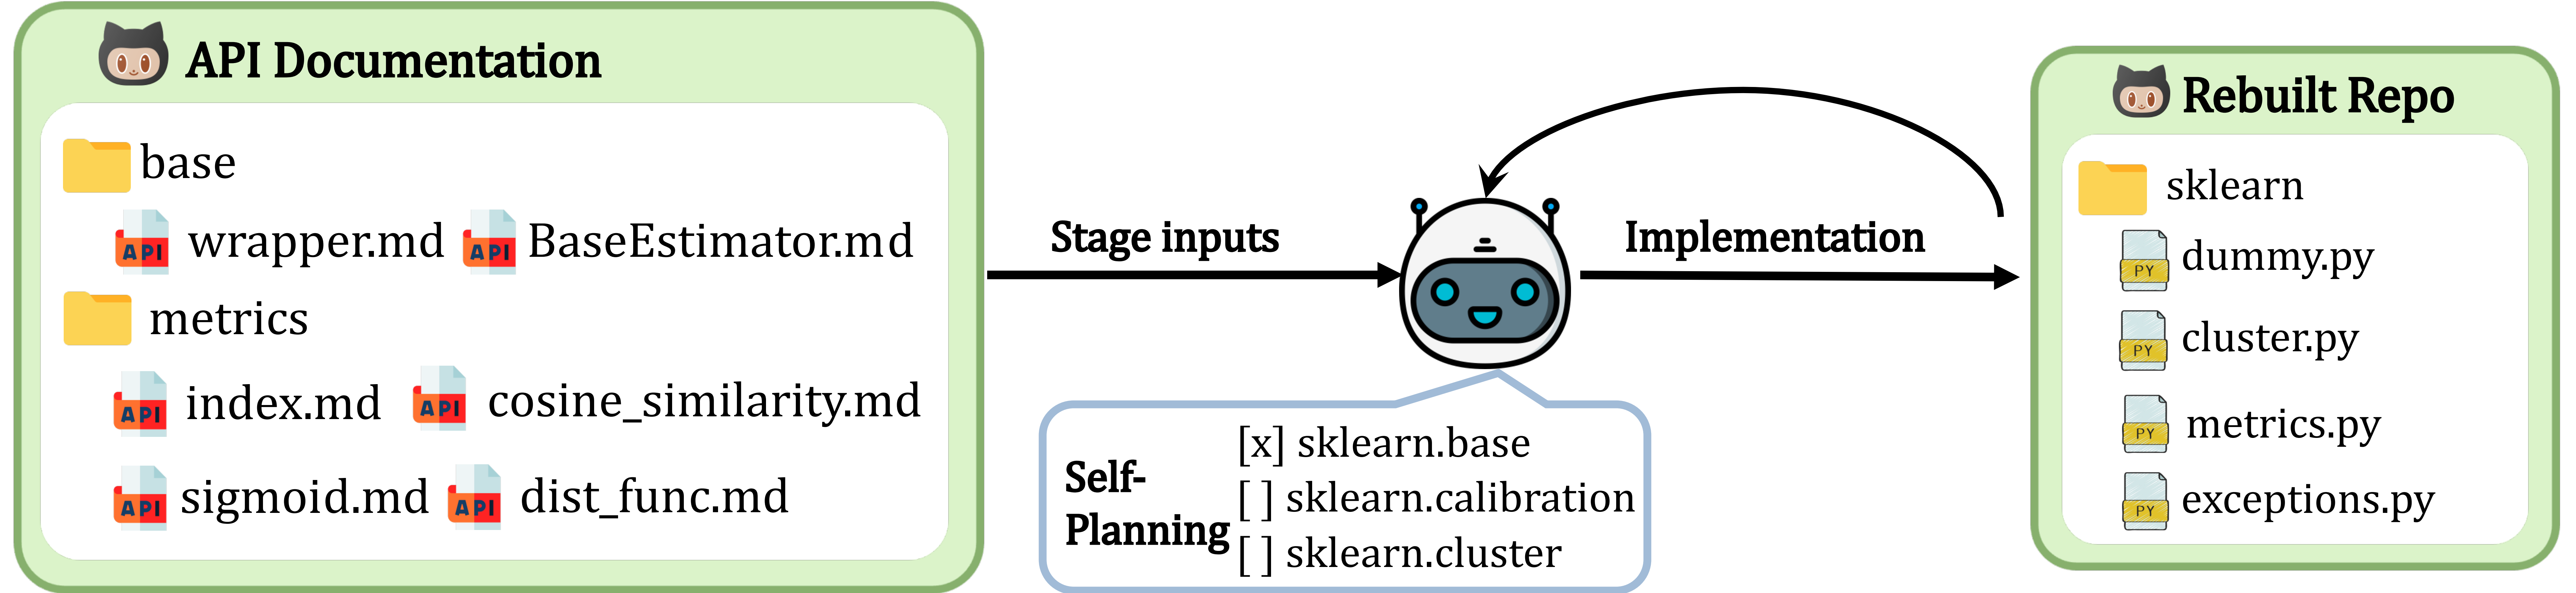 API Documentation
base
API wrapper.md API BaseEstimator.md
metrics
API index.md API cosine_similarity.md
API sigmoid.md API dist_func.md
Stage inputs
Implementation
Self-
Planning
[x] sklearn.base
[ ] sklearn.calibration
[ ] sklearn.cluster
Rebuilt Repo
sklearn
PY dummy.py
PY cluster.py
PY metrics.py
PY exceptions.py